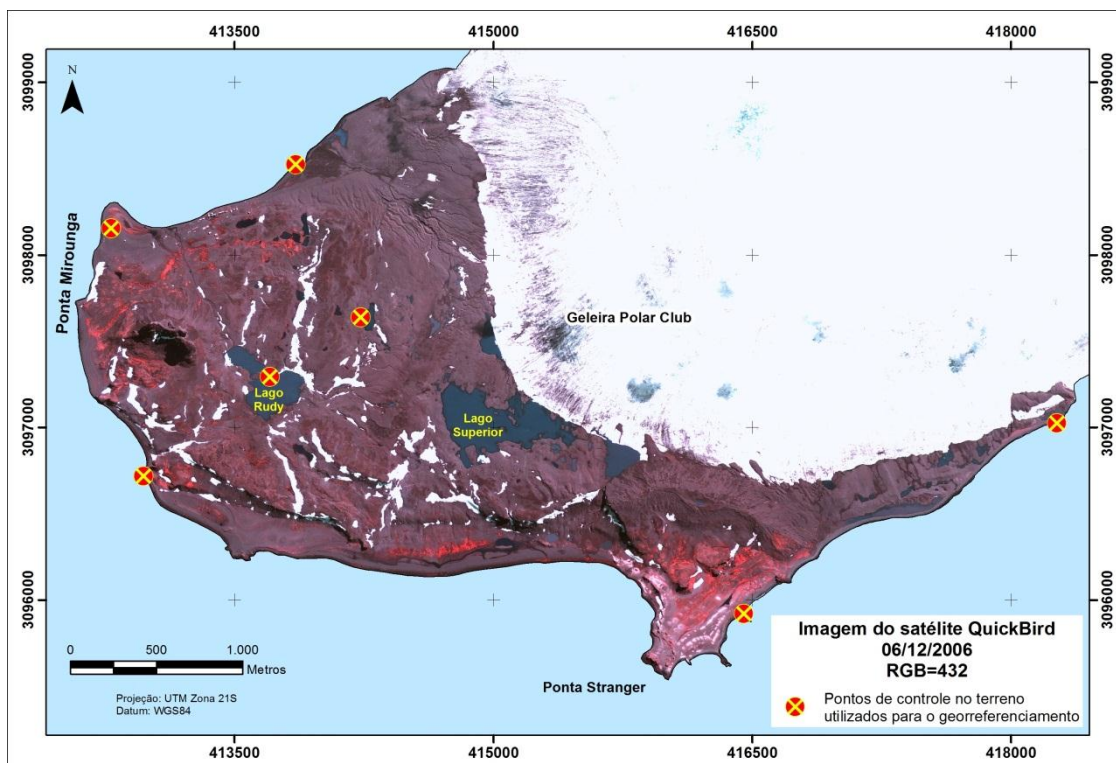 413500 415000 416500 418000
3099000 3099000
N
3098000 3098000
Ponta Mirounga
Geleira Polar Club
Lago
Rudy
Lago
Superior
3097000 3097000
3096000 3096000
0 500 1.000
Metros
Projeção: UTM Zona 21S
Datum: WGS84
Ponta Stranger
Imagem do satélite QuickBird
06/12/2006
RGB=432
Pontos de controle no terreno
utilizados para o georreferenciamento
413500 415000 416500 418000